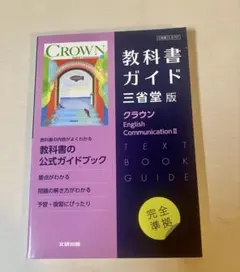 CROWN
教科書
ガイド
三省堂 版
クラウン
English
Communication Ⅱ
TEXT
BOOK
GUIDE
完全
準拠
教科書の内容がよくわかる
教科書の
公式ガイドブック
要点がわかる
問題の解き方がわかる
予習・復習にぴったり
文研出版